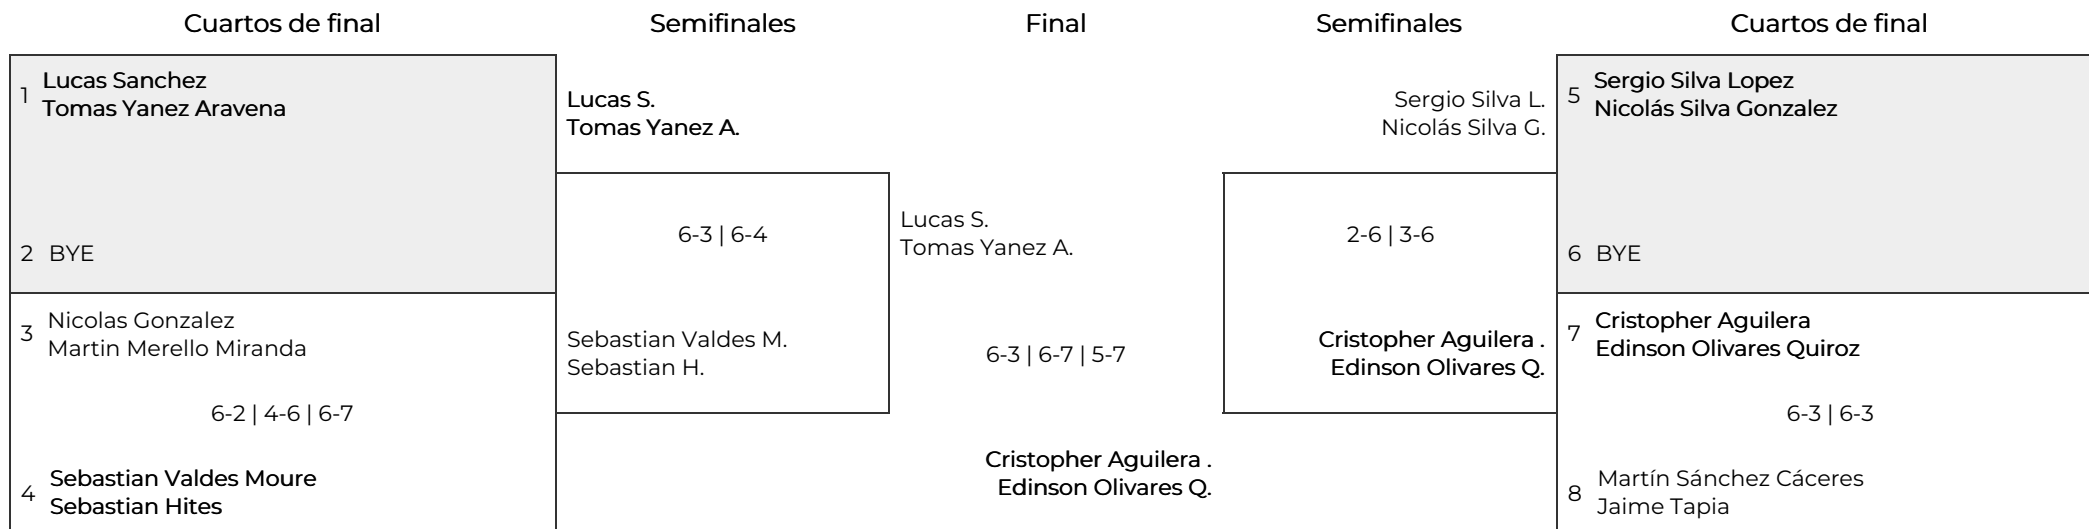 Cuartos de final
Semifinales
Final
Semifinales
Cuartos de final
1
Lucas Sanchez
Tomas Yanez Aravena
2 BYE
3
Nicolas Gonzalez
Martin Merello Miranda
6-2 | 4-6 | 6-7
4
Sebastian Valdes Moure
Sebastian Hites
Lucas S.
Tomas Yanez A.
6-3 | 6-4
Sebastian Valdes M.
Sebastian H.
Lucas S.
Tomas Yanez A.
6-3 | 6-7 | 5-7
Cristopher Aguilera .
Edinson Olivares Q.
Sergio Silva L.
Nicolás Silva G.
2-6 | 3-6
Cristopher Aguilera .
Edinson Olivares Q.
5
Sergio Silva Lopez
Nicolás Silva Gonzalez
6 BYE
7
Cristopher Aguilera
Edinson Olivares Quiroz
6-3 | 6-3
8
Martín Sánchez Cáceres
Jaime Tapia